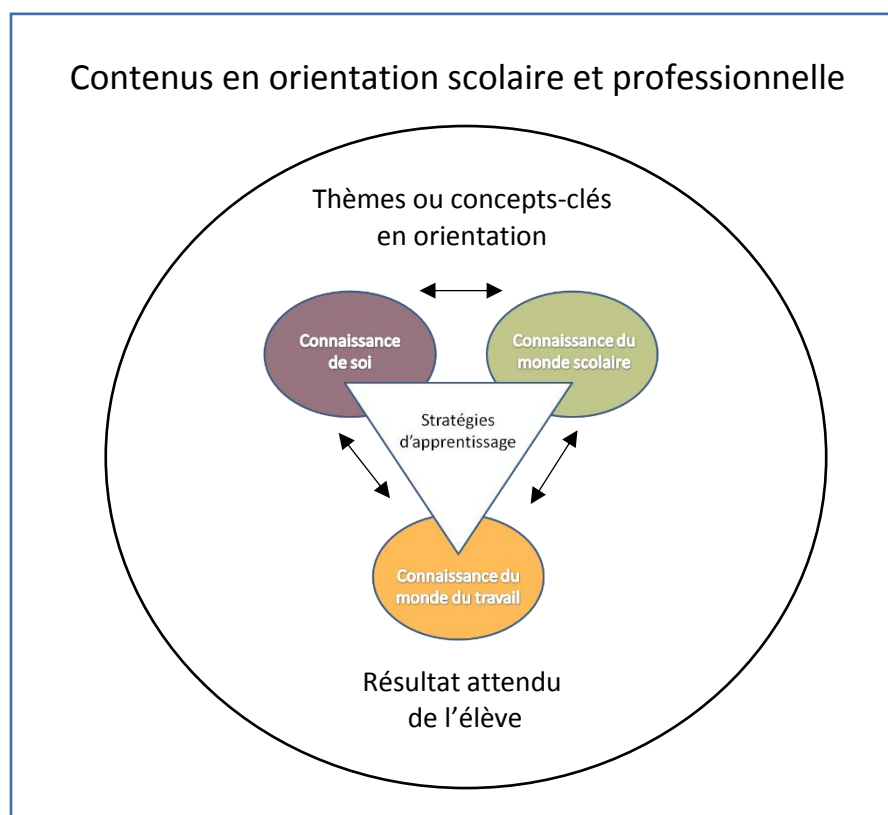 Contenus en orientation scolaire et professionnelle
Thèmes ou concepts-clés
en orientation
Connaissance
de soi
Connaissance du
monde scolaire
Stratégies
d'apprentissage
Connaissance du
monde du travail
Résultat attendu
de l'élève